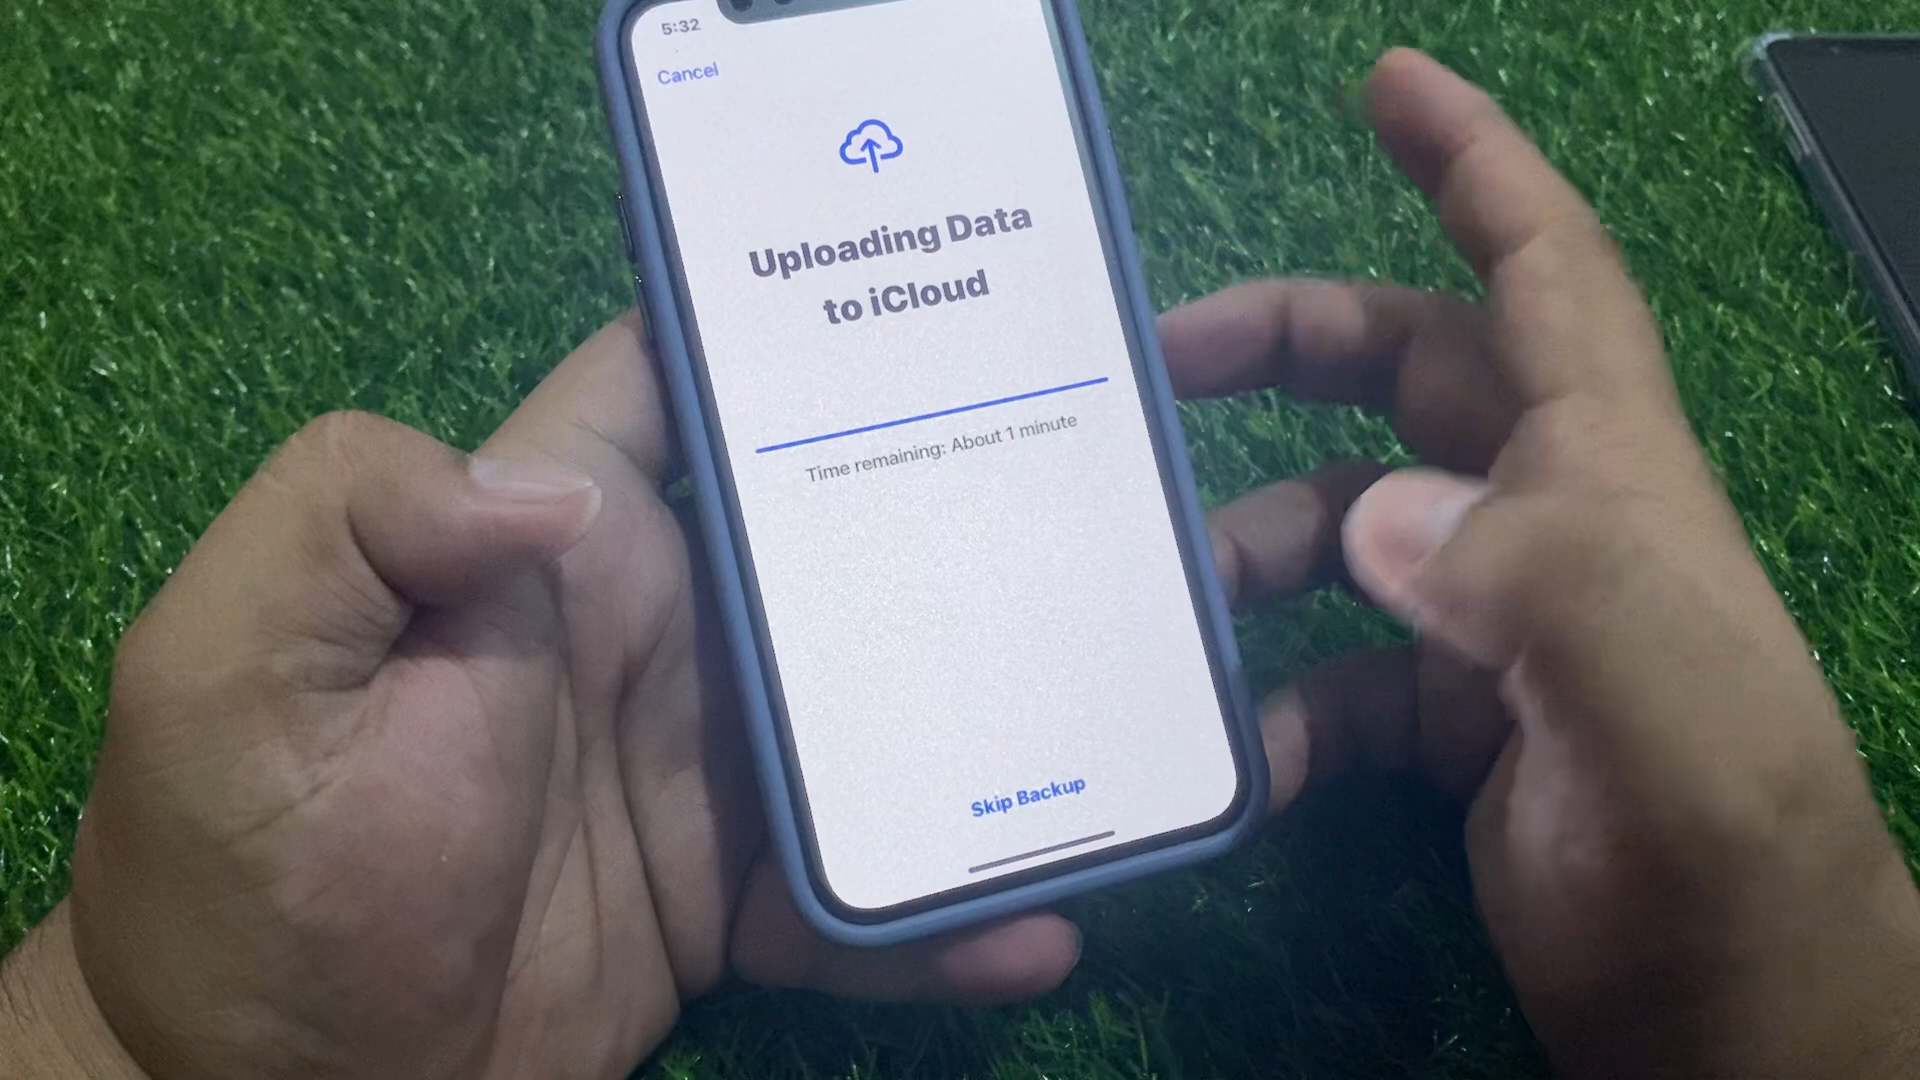 5:32
Cancel
Uploading Data
to iCloud
Time remaining: About 1 minute
Skip Backup